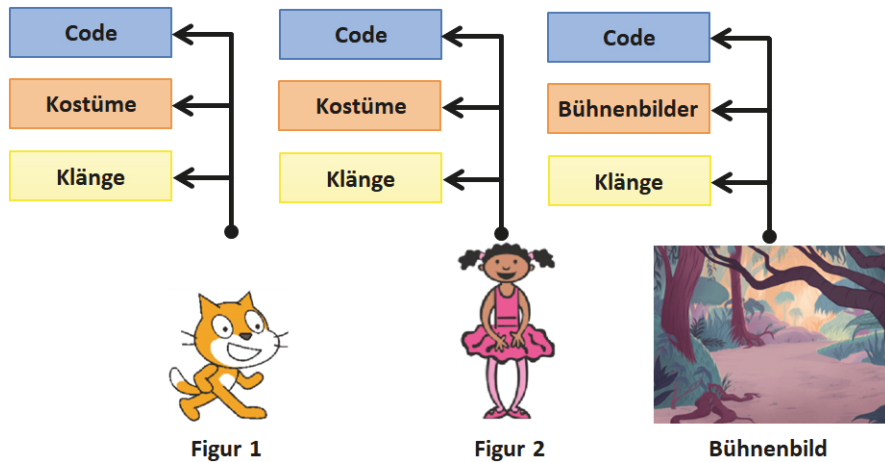 Code
Kostüme
Klänge
Figur 1
Code
Kostüme
Klänge
Figur 2
Code
Bühnenbilder
Klänge
Bühnenbild